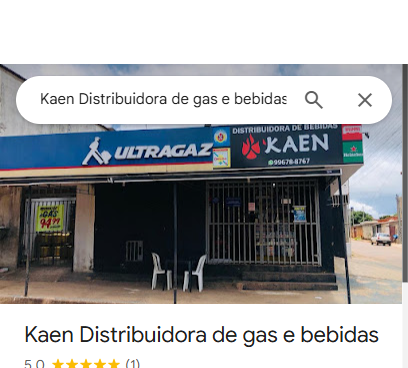 Kaen Distribuidora de gas e bebidas
DISTRIBUIDORA DE BEBIDAS
ULTRAGAZ
KAEN
99678-8767
GÁS
Kaen Distribuidora de gas e bebidas
5,0 ★★★★★ (1)